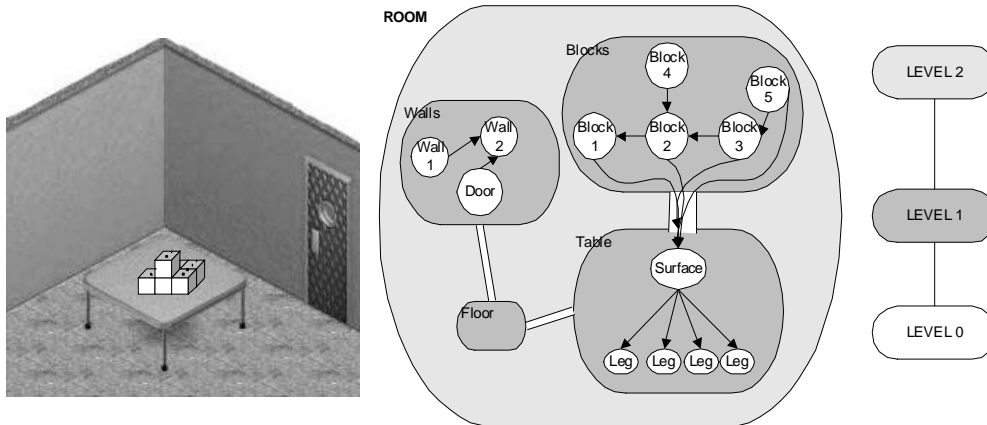 ROOM
Blocks
Block
4
Block
5
Block
1
Block
2
Block
3
Walls
Wall
1
Wall
2
Door
Table
Surface
Floor
Leg
Leg
Leg
Leg
LEVEL 2
LEVEL 1
LEVEL 0